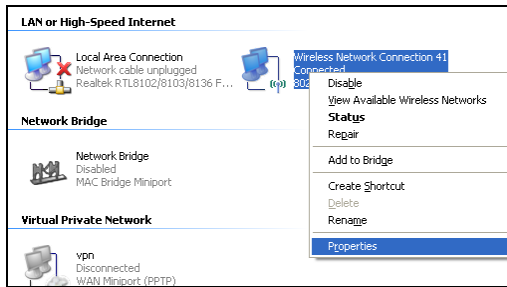 LAN or High-Speed Internet
Local Area Connection
Network cable unplugged
Realtek RTL8102/8103/8136 F...
Wireless Network Connection 41
Connected
802
Disable
View Available Wireless Networks
Status
Repair
Add to Bridge
Create Shortcut
Delete
Rename
Properties
Network Bridge
Network Bridge
Disabled
MAC Bridge Miniport
Virtual Private Network
vpn
Disconnected
WAN Miniport (PPTP)